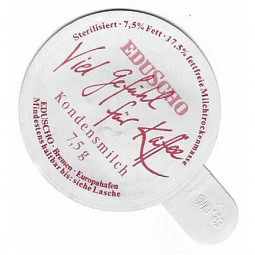 Sterilisiert · 7,5% Fett · 17,5% fettfreie Milchtrockenmasse
EDUSCHO
Viel Gefühl
für Kaffee
Kondensmilch
7,5 g
EDUSCHO · Bremen · Europahafen
Mindestens haltbar bis: siehe Lasche